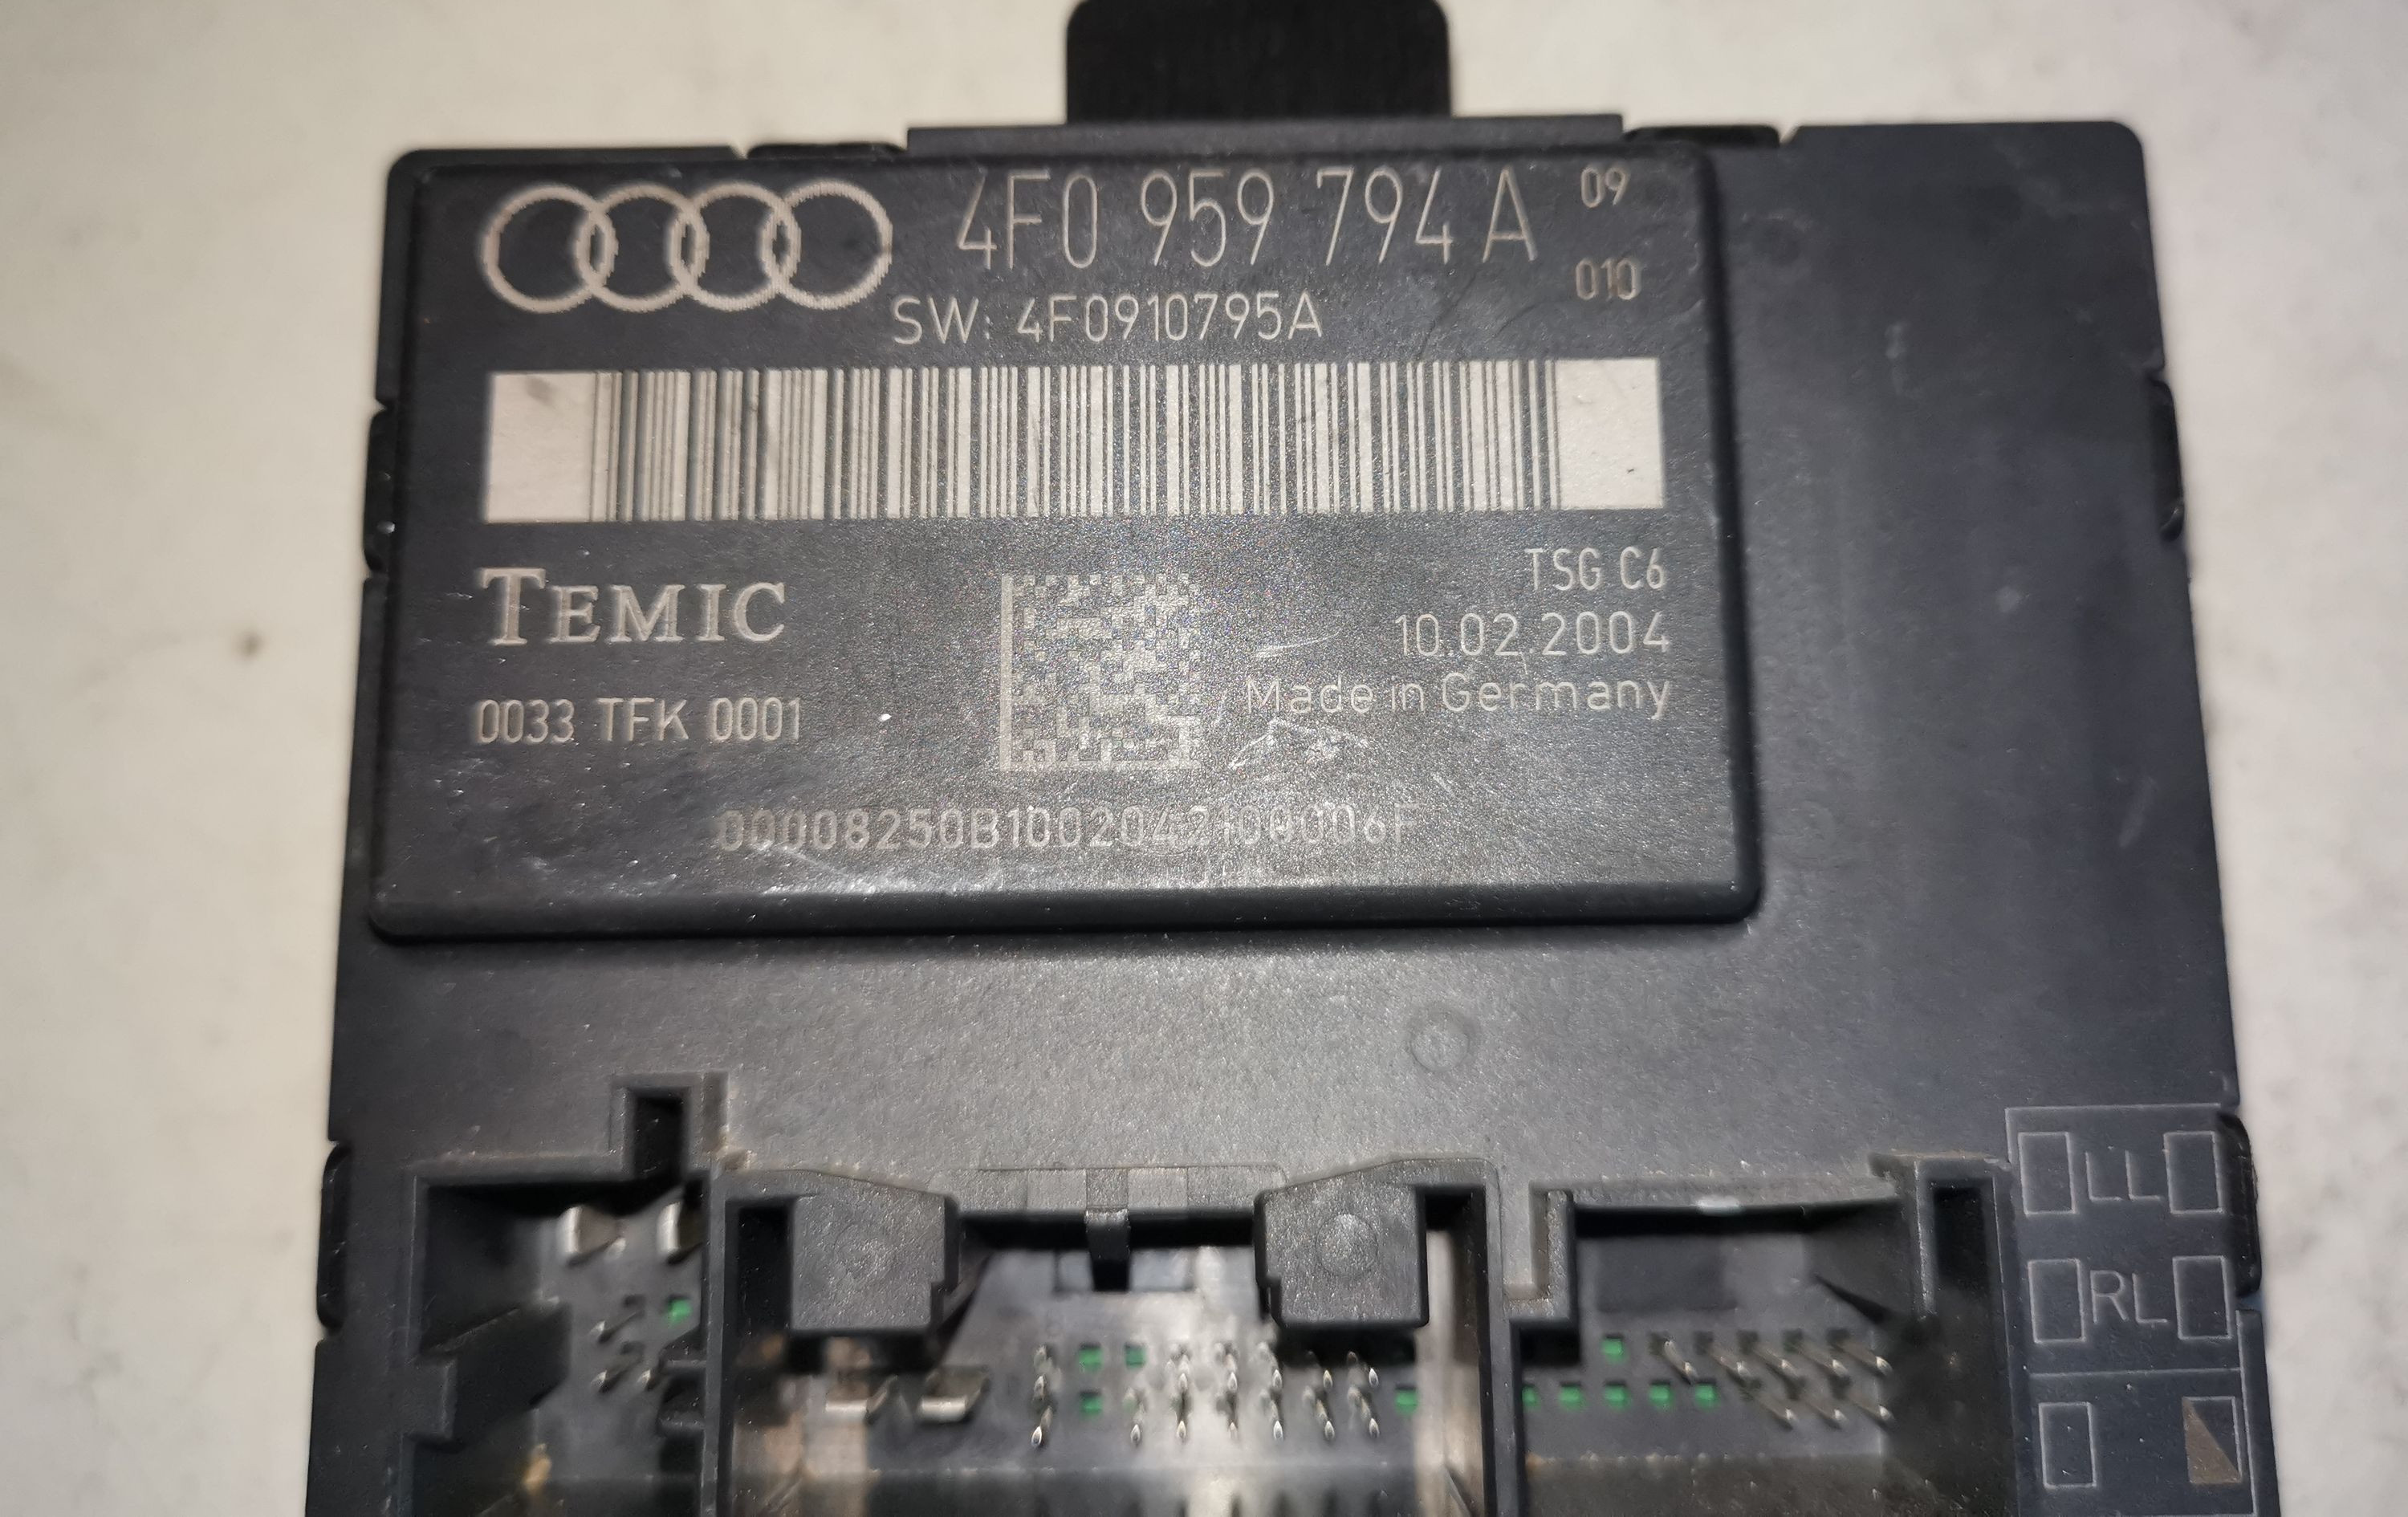 4F0 959 794 A 09
010
SW: 4F0910795A
TEMIC
TSG C6
10.02.2004
Made in Germany
0033 TFK 0001
00008250B1002042100006F
LL
RL